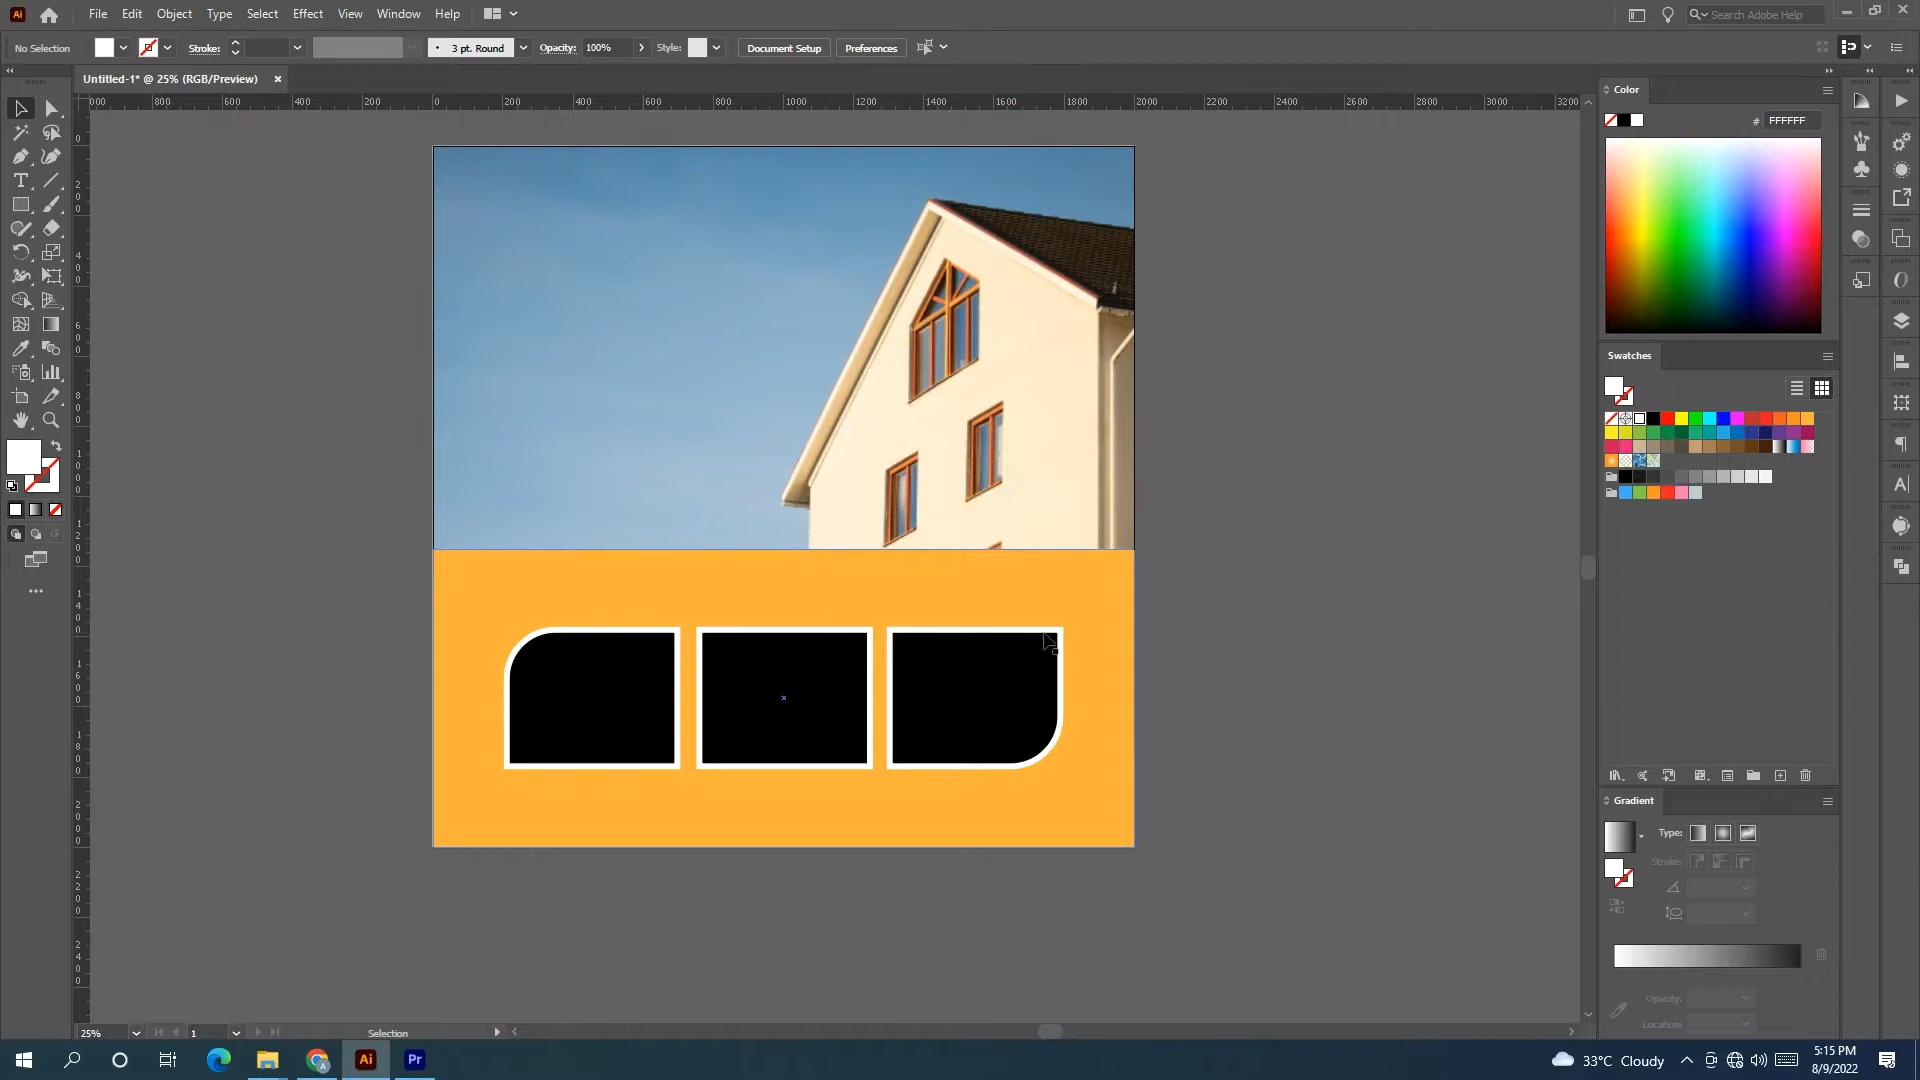 Ai File Edit Object Type Select Effect View Window Help Search Adobe Help
No Selection Stroke: 3 pt. Round Opacity: 100% Style: Document Setup Preferences
Untitled-1* @ 25% (RGB/Preview)
800 600 400 200 0 200 400 600 800 1000 1200 1400 1600 1800 2000 2200 2400 2600 2800 3000 3200
Color
# FFFFFF
Swatches
Gradient
Type:
Stroke:
Opacity:
Location:
25% 1 Selection
Ai Pr 33°C Cloudy 5:15 PM
8/9/2022